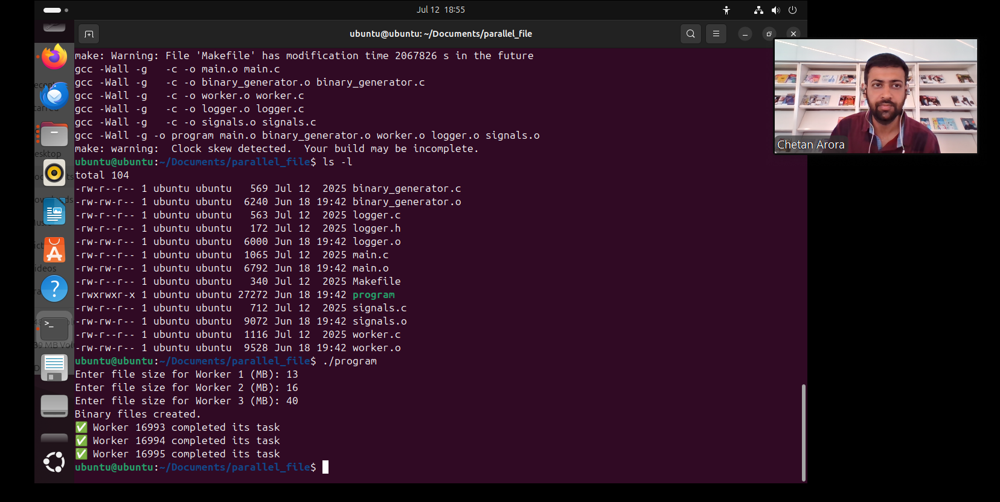 Jul 12 18:55
ubuntu@ubuntu: ~/Documents/parallel_file
make: Warning: File 'Makefile' has modification time 2067826 s in the future
gcc -Wall -g   -c -o main.o main.c
gcc -Wall -g   -c -o binary_generator.o binary_generator.c
gcc -Wall -g   -c -o worker.o worker.c
gcc -Wall -g   -c -o logger.o logger.c
gcc -Wall -g   -c -o signals.o signals.c
gcc -Wall -g -o program main.o binary_generator.o worker.o logger.o signals.o
make: warning:  Clock skew detected.  Your build may be incomplete.
ubuntu@ubuntu:~/Documents/parallel_file$ ls -l
total 104
-rw-r--r-- 1 ubuntu ubuntu   569 Jul 12  2025 binary_generator.c
-rw-rw-r-- 1 ubuntu ubuntu  6240 Jun 18 19:42 binary_generator.o
-rw-r--r-- 1 ubuntu ubuntu   563 Jul 12  2025 logger.c
-rw-r--r-- 1 ubuntu ubuntu   172 Jul 12  2025 logger.h
-rw-rw-r-- 1 ubuntu ubuntu  6000 Jun 18 19:42 logger.o
-rw-r--r-- 1 ubuntu ubuntu  1065 Jul 12  2025 main.c
-rw-rw-r-- 1 ubuntu ubuntu  6792 Jun 18 19:42 main.o
-rw-r--r-- 1 ubuntu ubuntu   340 Jul 12  2025 Makefile
-rwxrwxr-x 1 ubuntu ubuntu 27272 Jun 18 19:42 program
-rw-r--r-- 1 ubuntu ubuntu   712 Jul 12  2025 signals.c
-rw-rw-r-- 1 ubuntu ubuntu  9072 Jun 18 19:42 signals.o
-rw-r--r-- 1 ubuntu ubuntu  1116 Jul 12  2025 worker.c
-rw-rw-r-- 1 ubuntu ubuntu  9528 Jun 18 19:42 worker.o
ubuntu@ubuntu:~/Documents/parallel_file$ ./program
Enter file size for Worker 1 (MB): 13
Enter file size for Worker 2 (MB): 16
Enter file size for Worker 3 (MB): 40
Binary files created.
✅ Worker 16993 completed its task
✅ Worker 16994 completed its task
✅ Worker 16995 completed its task
ubuntu@ubuntu:~/Documents/parallel_file$
Chetan Arora